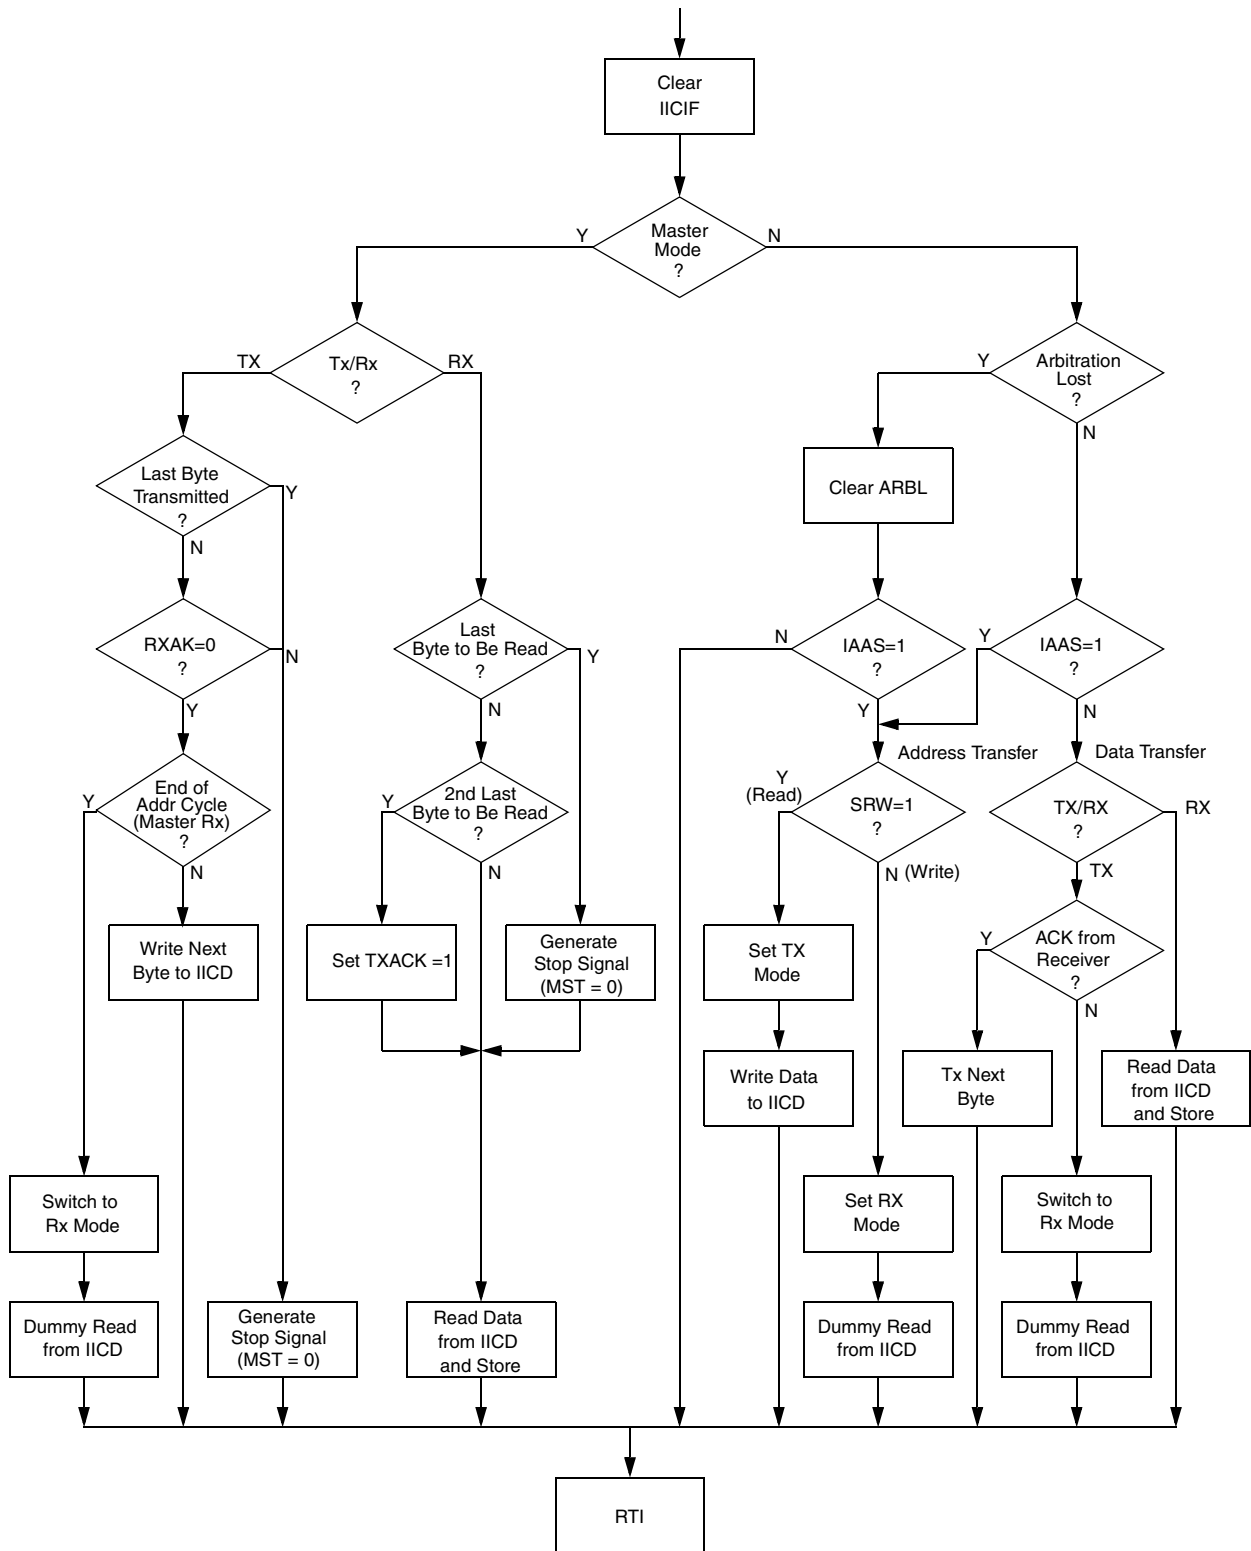 Clear
IICIF
Master
Mode
?
Y
N
Tx/Rx
?
TX
RX
Arbitration
Lost
?
Y
N
Last Byte
Transmitted
?
Y
N
Clear ARBL
RXAK=0
?
N
Y
Last
Byte to Be Read
?
Y
N
IAAS=1
?
N
Y
IAAS=1
?
Y
N
Address Transfer
Data Transfer
End of
Addr Cycle
(Master Rx)
?
Y
N
2nd Last
Byte to Be Read
?
Y
N
Y
(Read)
SRW=1
?
N (Write)
TX/RX
?
RX
TX
Write Next
Byte to IICD
Set TXACK =1
Generate
Stop Signal
(MST = 0)
Set TX
Mode
ACK from
Receiver
?
Y
N
Write Data
to IICD
Tx Next
Byte
Read Data
from IICD
and Store
Switch to
Rx Mode
Set RX
Mode
Switch to
Rx Mode
Dummy Read
from IICD
Generate
Stop Signal
(MST = 0)
Read Data
from IICD
and Store
Dummy Read
from IICD
Dummy Read
from IICD
RTI